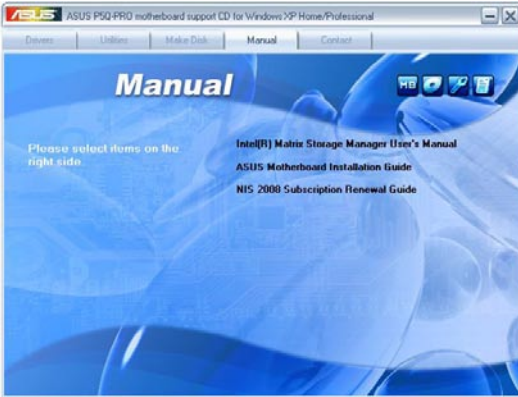 ASUS ASUS P5Q-PRO motherboard support CD for Windows XP Home/Professional
Drivers Utilities Make Disk Manual Contact
Manual
MB
Please select items on the
right side
Intel(R) Matrix Storage Manager User's Manual
ASUS Motherboard Installation Guide
NIS 2008 Subscription Renewal Guide